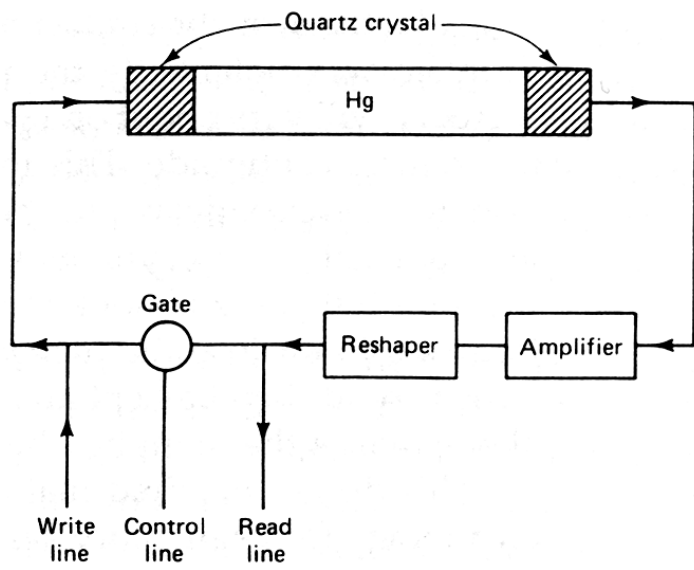 Quartz crystal
Hg
Gate
Reshaper
Amplifier
Write
line
Control
line
Read
line